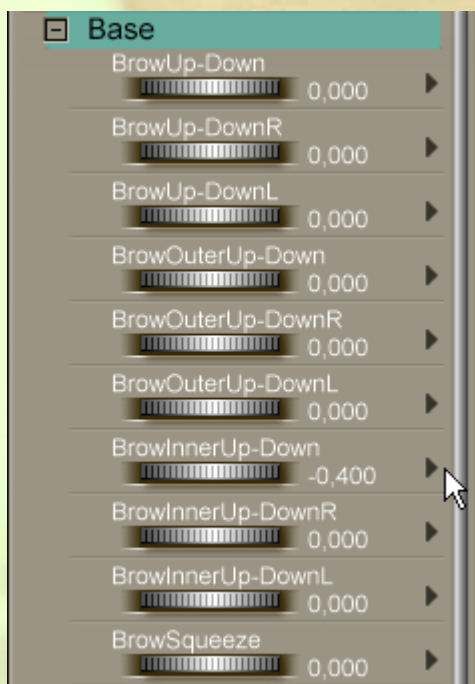 Base
BrowUp-Down
0,000
BrowUp-DownR
0,000
BrowUp-DownL
0,000
BrowOuterUp-Down
0,000
BrowOuterUp-DownR
0,000
BrowOuterUp-DownL
0,000
BrowInnerUp-Down
-0,400
BrowInnerUp-DownR
0,000
BrowInnerUp-DownL
0,000
BrowSqueeze
0,000